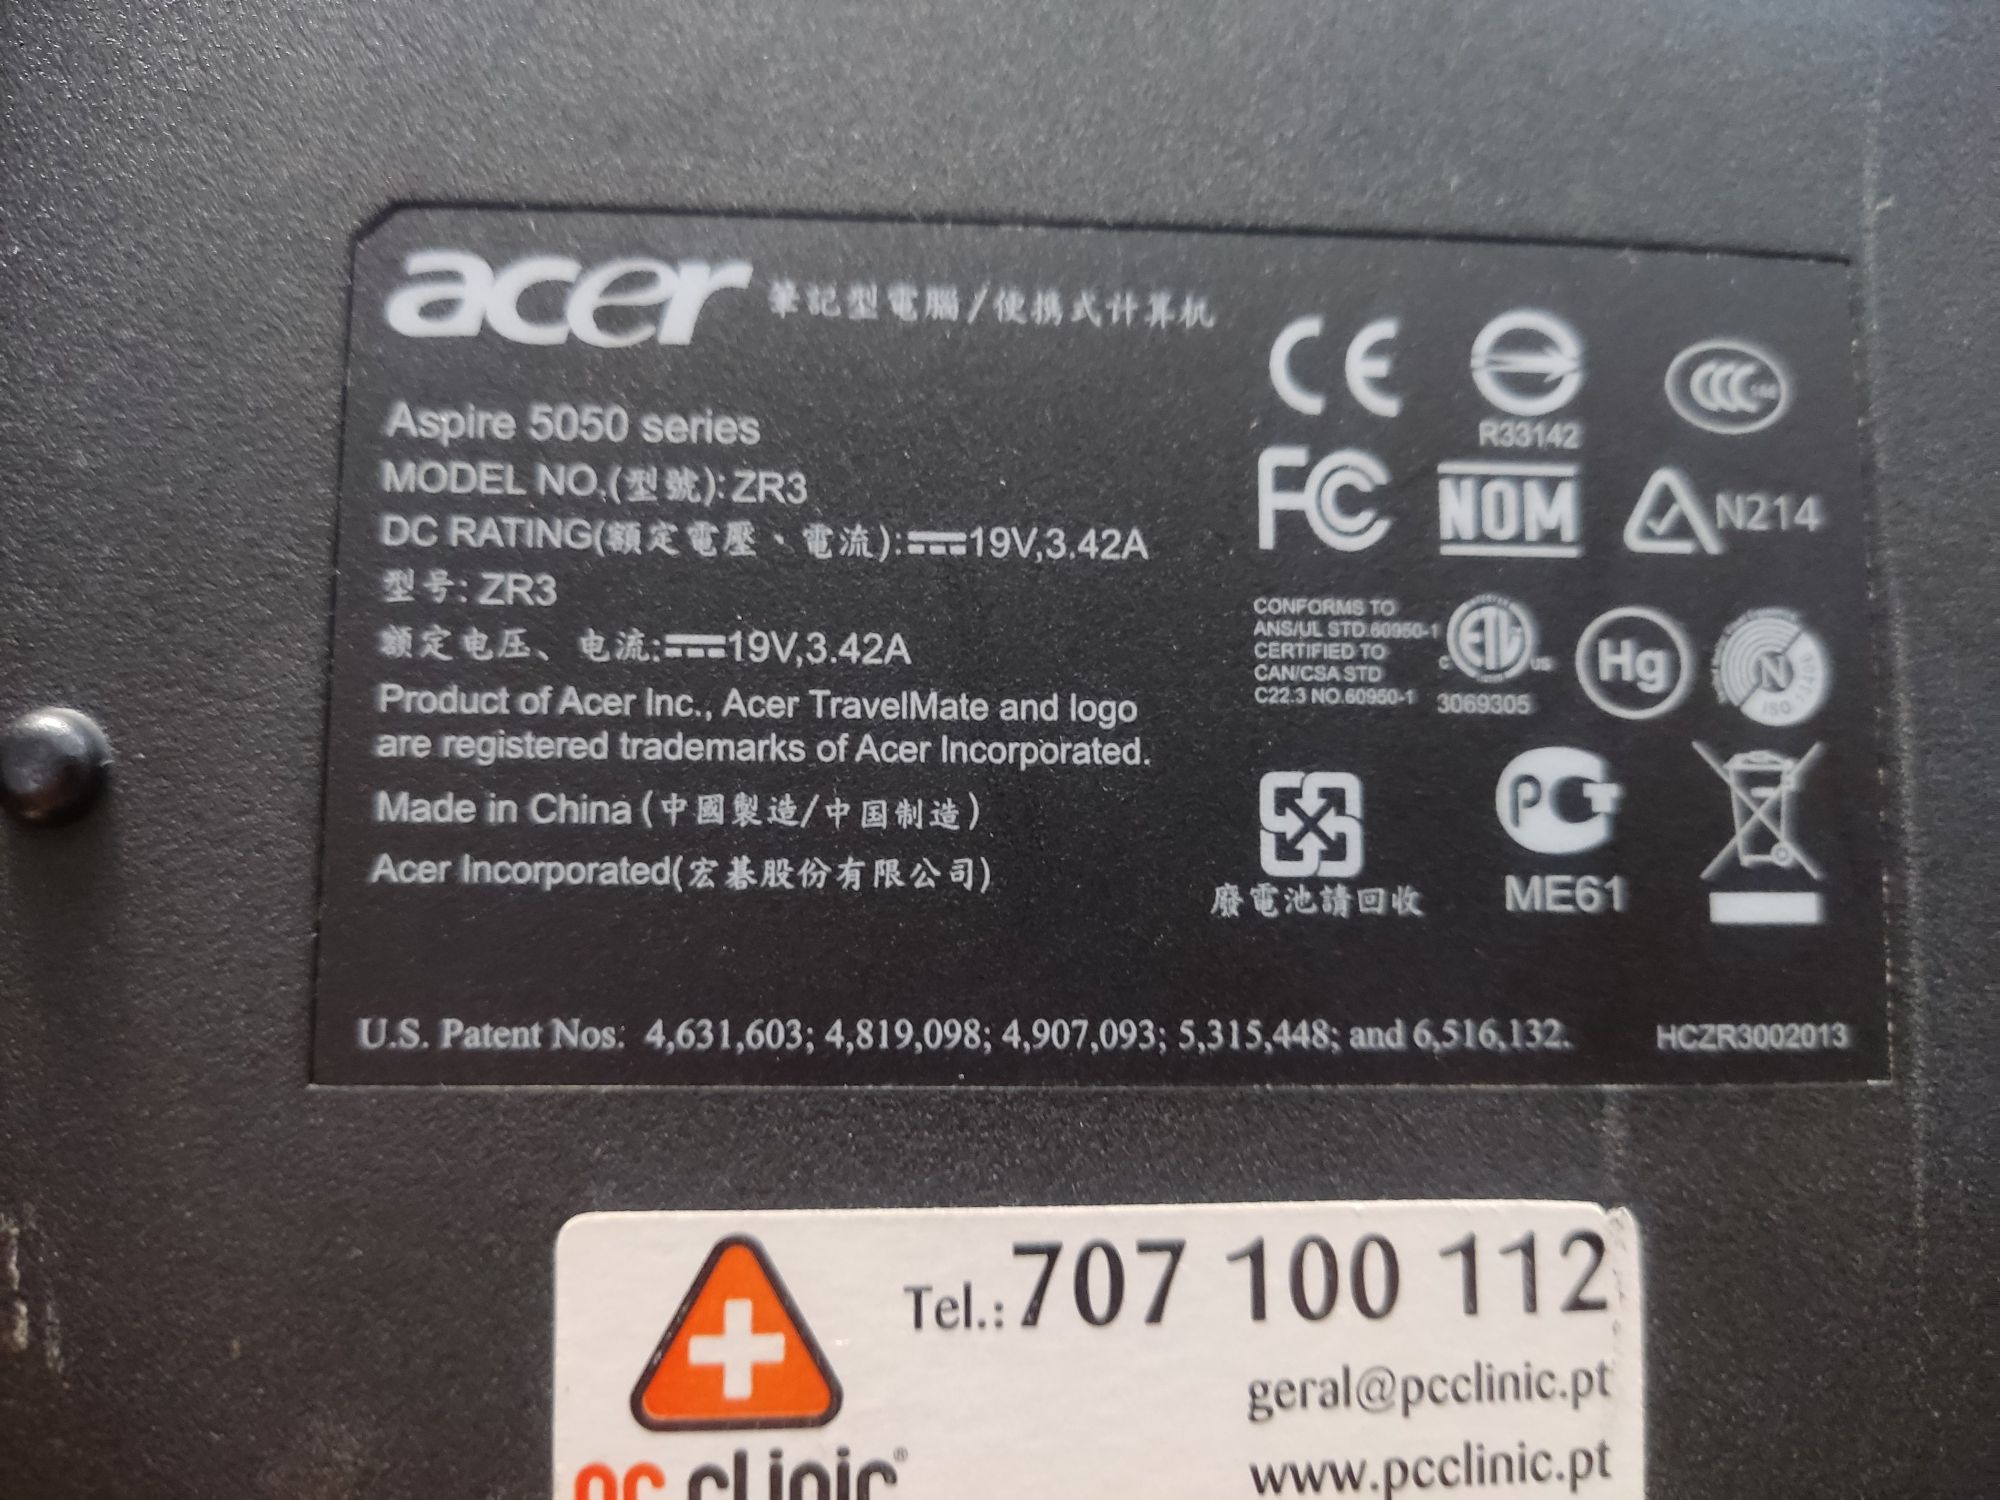 acer 筆記型電腦/便携式计算机
Aspire 5050 series
MODEL NO.(型號):ZR3
DC RATING(額定電壓、電流):19V,3.42A
型号: ZR3
额定电压、电流:19V,3.42A
Product of Acer Inc., Acer TravelMate and logo
are registered trademarks of Acer Incorporated.
Made in China (中國製造/中国制造)
Acer Incorporated(宏碁股份有限公司)
CE
R33142
CCC
FC
NOM
N214
CONFORMS TO
ANS/UL STD.60950-1
CERTIFIED TO
CAN/CSA STD
C22.3 NO.60950-1
C ETL US
3069305
Hg
N
ISO 13406
廢電池請回收
PCT
ME61
U.S. Patent Nos: 4,631,603; 4,819,098; 4,907,093; 5,315,448; and 6,516,132.
HCZR3002013
Tel.: 707 100 112
geral@pcclinic.pt
www.pcclinic.pt
pc clinic®